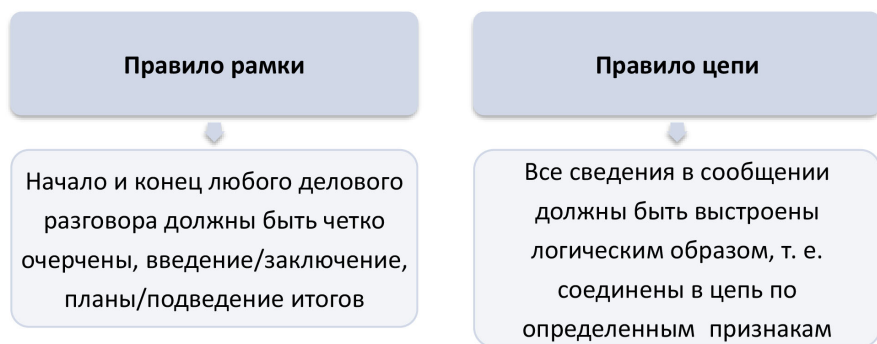 Правило рамки
Начало и конец любого делового
разговора должны быть четко
очерчены, введение/заключение,
планы/подведение итогов
Правило цепи
Все сведения в сообщении
должны быть выстроены
логическим образом, т. е.
соединены в цепь по
определенным признакам